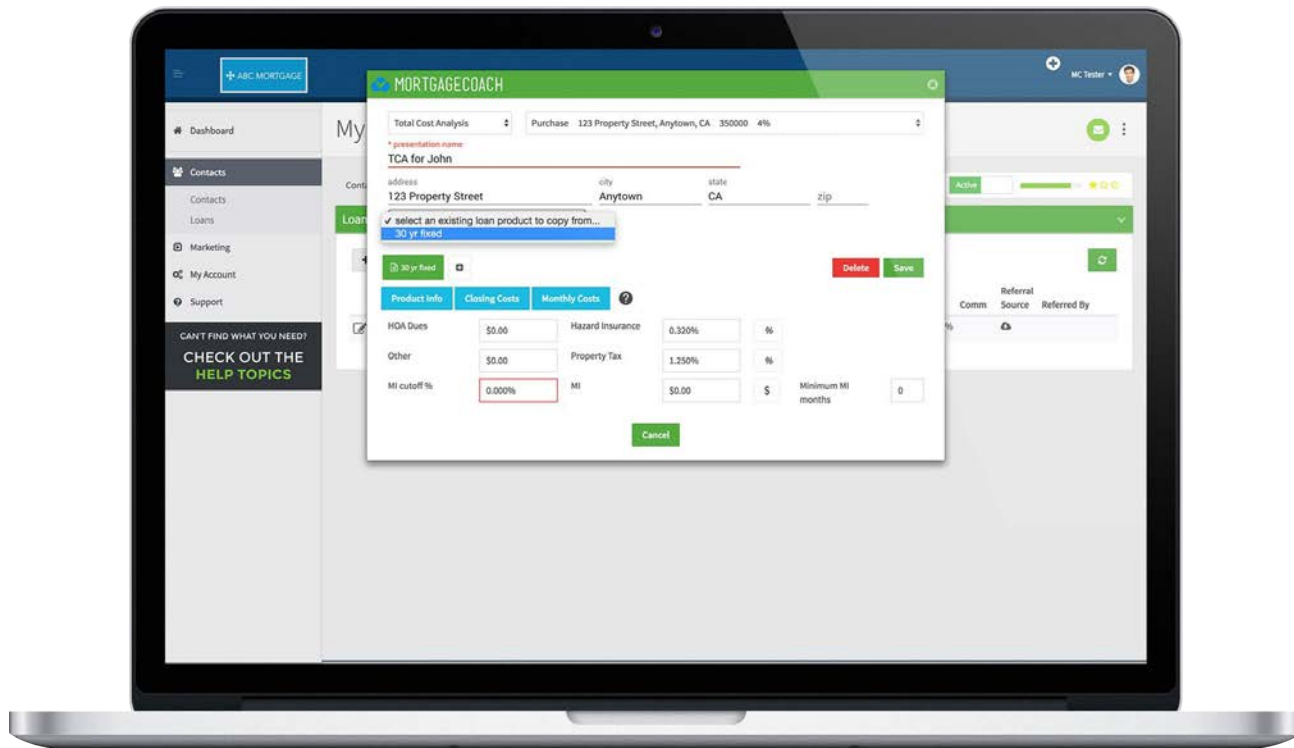 ABC MORTGAGE
MC Tester
MORTGAGECOACH
Dashboard
My
Total Cost Analysis
Purchase 123 Property Street, Anytown, CA 350000 4%
* presentation name
TCA for John
Contacts
Contacts
Loans
Marketing
My Account
Support
CAN'T FIND WHAT YOU NEED?
CHECK OUT THE
HELP TOPICS
address city state
123 Property Street Anytown CA zip
Active
Loan
✓ select an existing loan product to copy from...
30 yr fixed
30 yr fixed
Delete Save
Product Info Closing Costs Monthly Costs ?
Comm Referral Source Referred By
%
HOA Dues $0.00 Hazard Insurance 0.320% %
Other $0.00 Property Tax 1.250% %
MI cutoff % 0.000% MI $0.00 $ Minimum MI months 0
Cancel